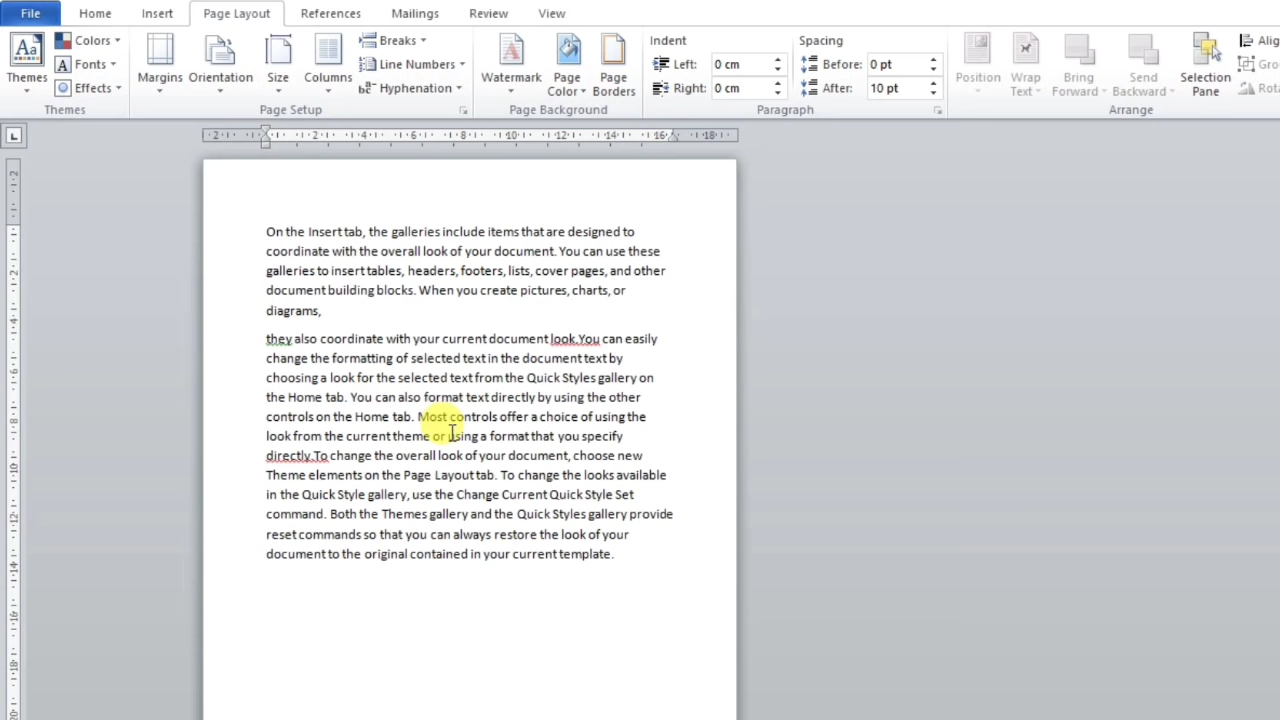 File Home Insert Page Layout References Mailings Review View
Colors Breaks Indent Spacing
Fonts Line Numbers Left: 0 cm Before: 0 pt
Themes Effects Margins Orientation Size Columns Hyphenation Watermark Page Color Page Borders Right: 0 cm After: 10 pt Position Wrap Text Bring Forward Send Backward Selection Pane
Themes Page Setup Page Background Paragraph Arrange
2 2 4 6 8 10 12 14 16 18
On the Insert tab, the galleries include items that are designed to
coordinate with the overall look of your document. You can use these
galleries to insert tables, headers, footers, lists, cover pages, and other
document building blocks. When you create pictures, charts, or
diagrams,
they also coordinate with your current document look.You can easily
change the formatting of selected text in the document text by
choosing a look for the selected text from the Quick Styles gallery on
the Home tab. You can also format text directly by using the other
controls on the Home tab. Most controls offer a choice of using the
look from the current theme or using a format that you specify
directly.To change the overall look of your document, choose new
Theme elements on the Page Layout tab. To change the looks available
in the Quick Style gallery, use the Change Current Quick Style Set
command. Both the Themes gallery and the Quick Styles gallery provide
reset commands so that you can always restore the look of your
document to the original contained in your current template.